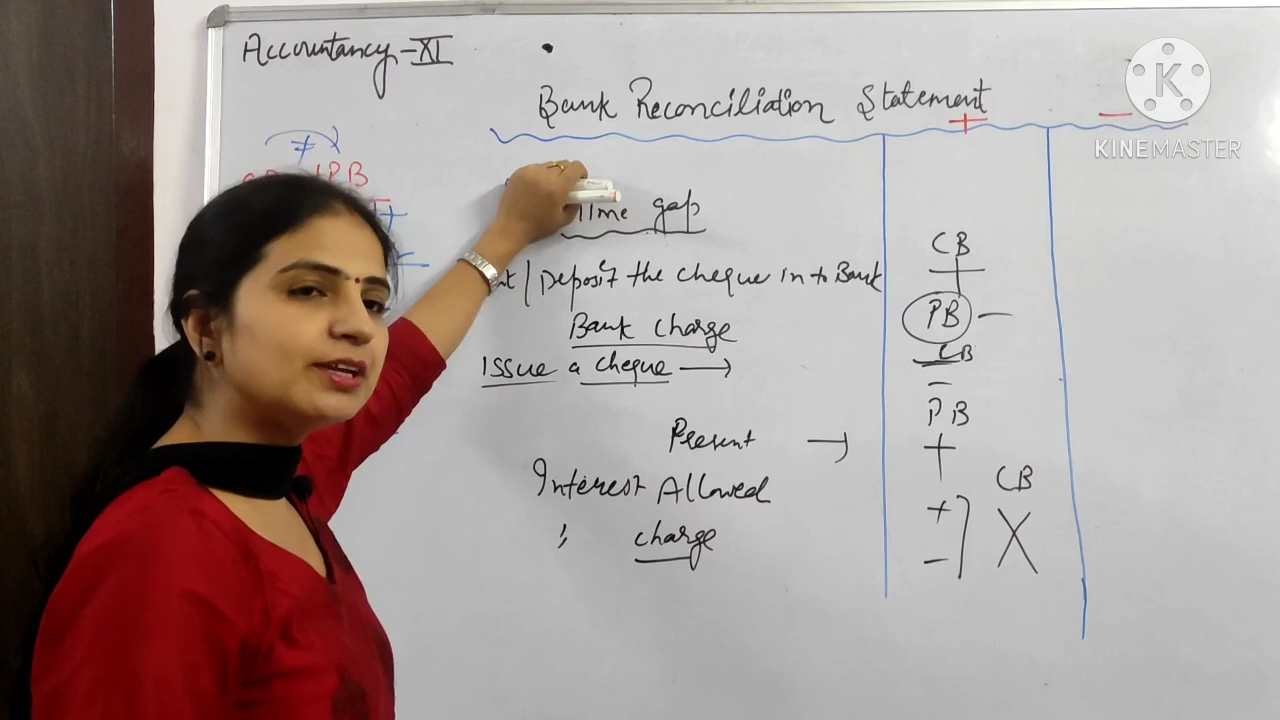 Accountancy-XI
Bank Reconciliation Statement
+ −
≠
PB
Time gap
CB
+
/Deposit the cheque in to Bank
PB −
Bank charge
CB
Issue a cheque →
−
PB
Present →
+
CB
Interest Allowed
+
" charge
− X
K
KINEMASTER